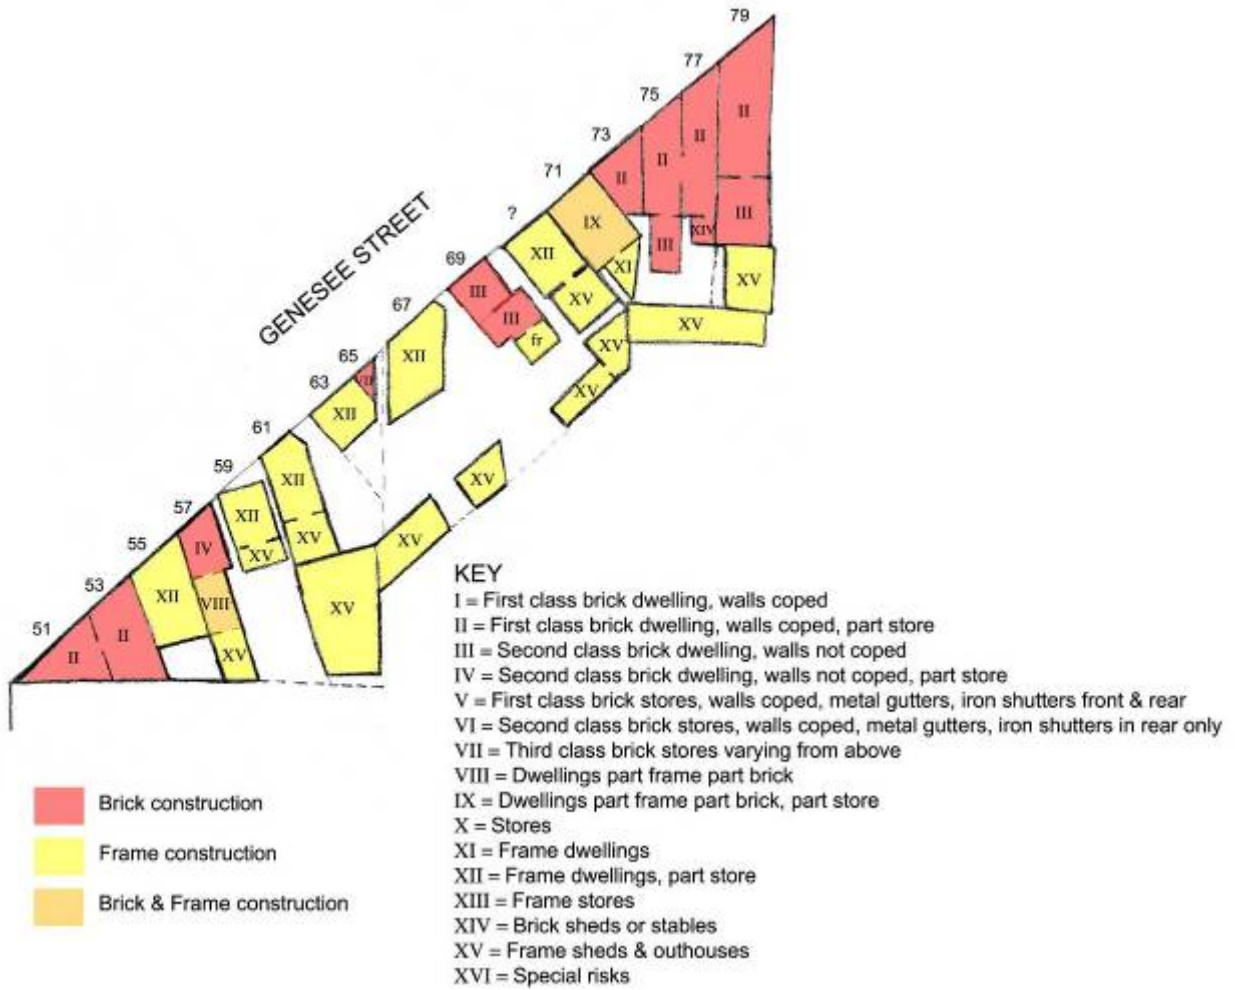 79
77
75
73
71
?
69
67
65
63
61
59
57
55
53
51
GENESEE STREET
II
II
II
II
III
XIV
III
IX
XI
XV
XV
XII
XV
III
III
fr
XV
XV
XII
VII
XII
XV
XII
XV
XV
XV
XII
XV
IV
VIII
XV
XII
II
II
KEY
I = First class brick dwelling, walls coped
II = First class brick dwelling, walls coped, part store
III = Second class brick dwelling, walls not coped
IV = Second class brick dwelling, walls not coped, part store
V = First class brick stores, walls coped, metal gutters, iron shutters front & rear
VI = Second class brick stores, walls coped, metal gutters, iron shutters in rear only
VII = Third class brick stores varying from above
VIII = Dwellings part frame part brick
IX = Dwellings part frame part brick, part store
X = Stores
XI = Frame dwellings
XII = Frame dwellings, part store
XIII = Frame stores
XIV = Brick sheds or stables
XV = Frame sheds & outhouses
XVI = Special risks
Brick construction
Frame construction
Brick & Frame construction